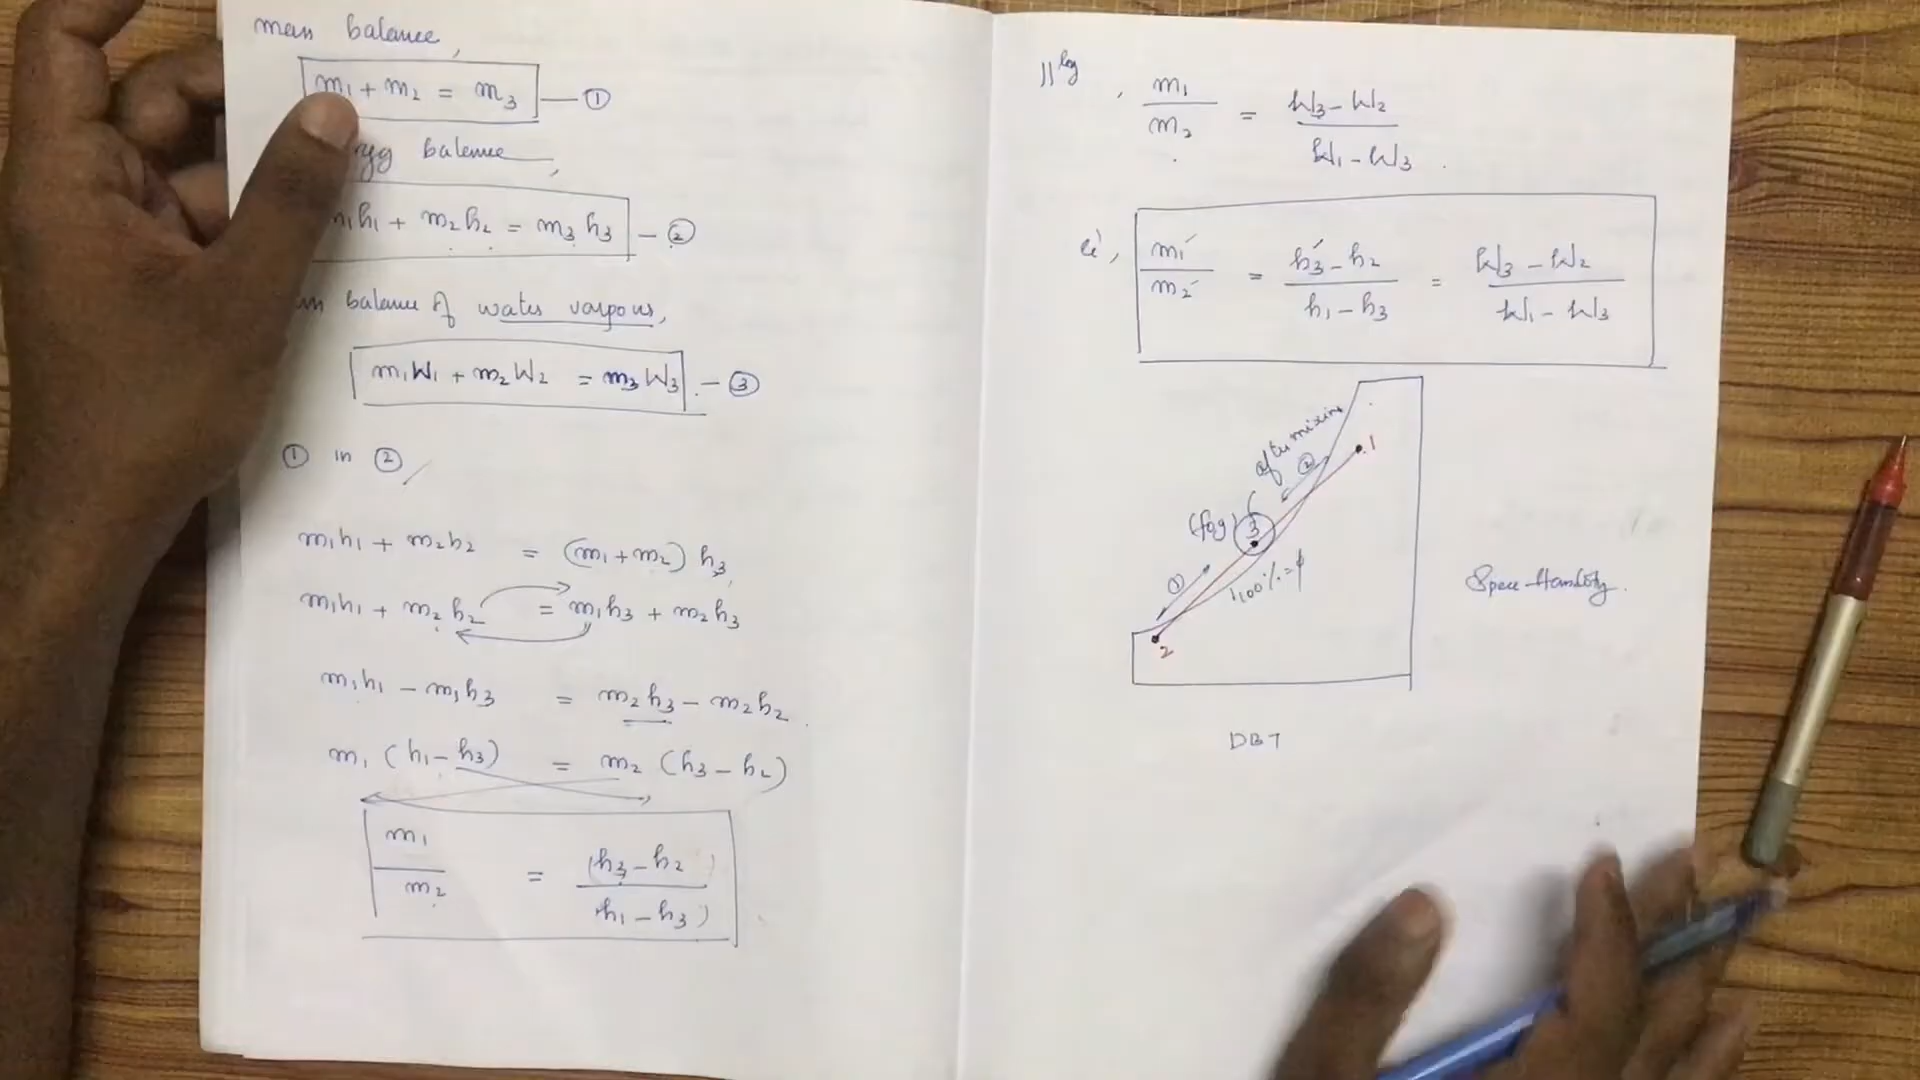 mass balance,
m₁ + m₂ = m₃ — ①
balance,
h₁ + m₂h₂ = m₃h₃ — ②
balance of water vapours,
m₁W₁ + m₂W₂ = m₃W₃ — ③
① in ②
m₁h₁ + m₂h₂ = (m₁+m₂) h₃
m₁h₁ + m₂h₂ = m₁h₃ + m₂h₃
m₁h₁ − m₁h₃ = m₂h₃ − m₂h₂
m₁ (h₁−h₃) = m₂ (h₃−h₂)
m₁/m₂ = (h₃−h₂)/(h₁−h₃)
||ly, m₁/m₂ = W₃−W₂/W₁−W₃
ie, m₁/m₂ = h₃−h₂/h₁−h₃ = W₃−W₂/W₁−W₃
after mixing
1
②
(fog) 3
①
100% = φ
2
DBT